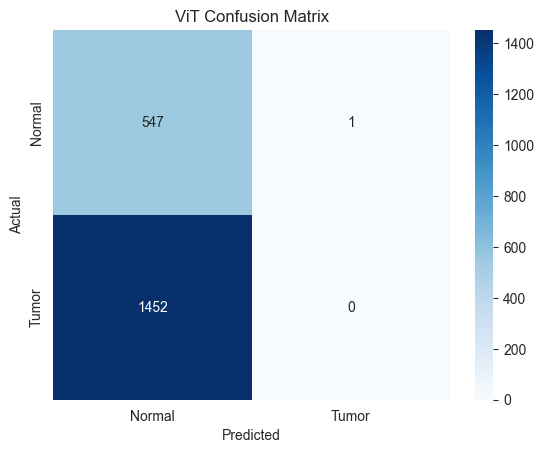 ViT Confusion Matrix
Actual
Normal
Tumor
547
1
1452
0
Normal
Tumor
Predicted
1400
1200
1000
800
600
400
200
0